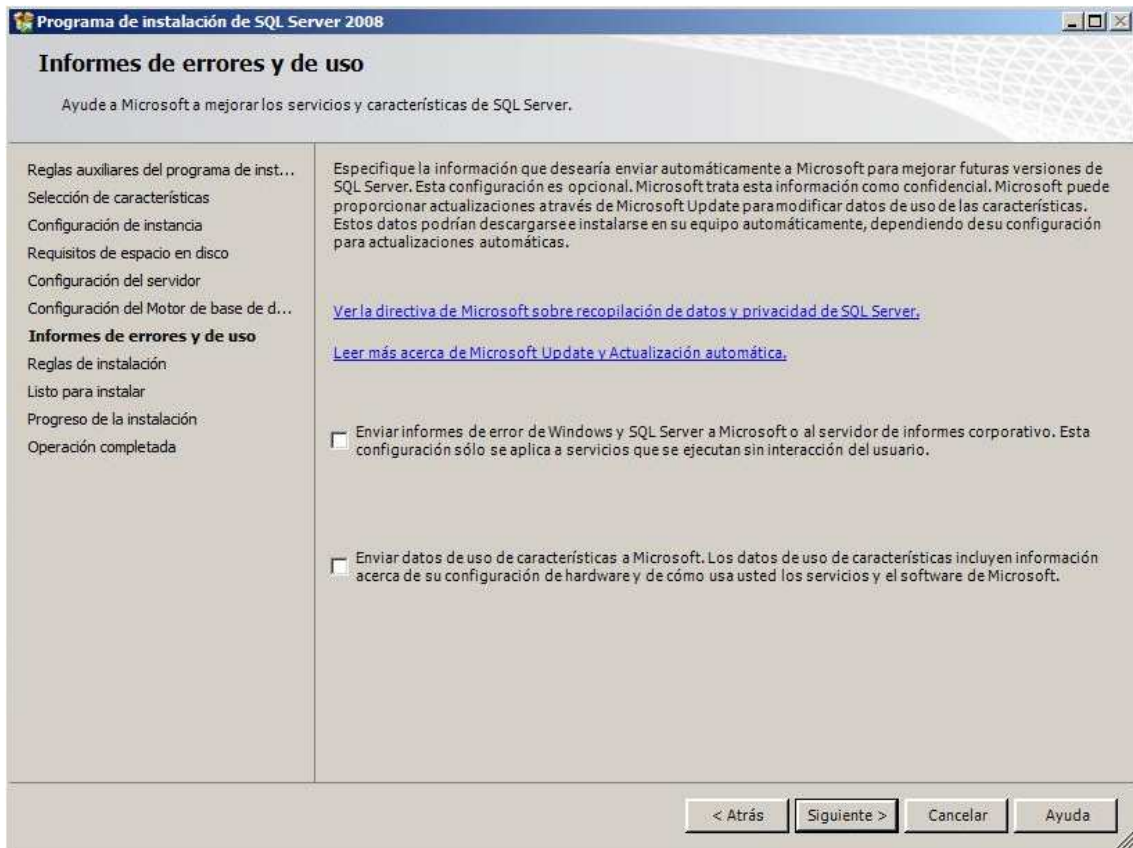 Programa de instalación de SQL Server 2008
Informes de errores y de uso
Ayude a Microsoft a mejorar los servicios y características de SQL Server.
Reglas auxiliares del programa de inst...
Selección de características
Configuración de instancia
Requisitos de espacio en disco
Configuración del servidor
Configuración del Motor de base de d...
Informes de errores y de uso
Reglas de instalación
Listo para instalar
Progreso de la instalación
Operación completada
Especifique la información que desearía enviar automáticamente a Microsoft para mejorar futuras versiones de
SQL Server. Esta configuración es opcional. Microsoft trata esta información como confidencial. Microsoft puede
proporcionar actualizaciones a través de Microsoft Update para modificar datos de uso de las características.
Estos datos podrían descargarse e instalarse en su equipo automáticamente, dependiendo de su configuración
para actualizaciones automáticas.
Ver la directiva de Microsoft sobre recopilación de datos y privacidad de SQL Server.
Leer más acerca de Microsoft Update y Actualización automática.
Enviar informes de error de Windows y SQL Server a Microsoft o al servidor de informes corporativo. Esta
configuración sólo se aplica a servicios que se ejecutan sin interacción del usuario.
Enviar datos de uso de características a Microsoft. Los datos de uso de características incluyen información
acerca de su configuración de hardware y de cómo usa usted los servicios y el software de Microsoft.
< Atrás
Siguiente >
Cancelar
Ayuda